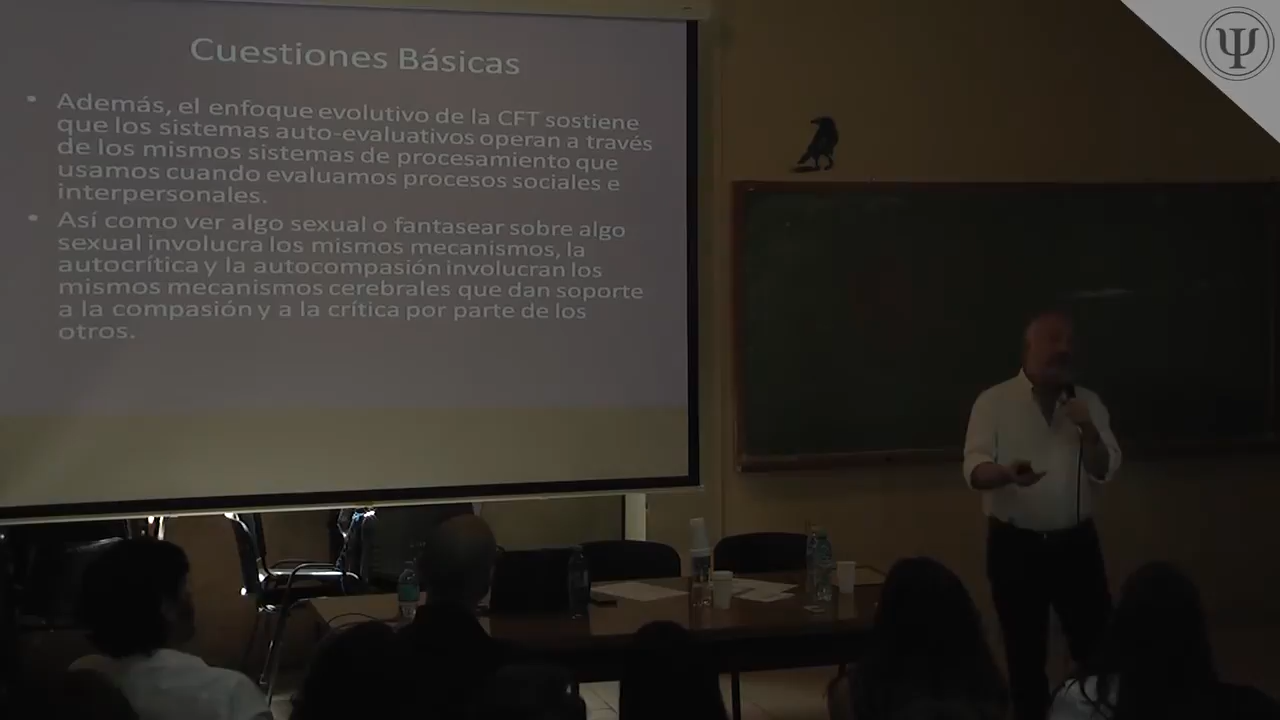 Cuestiones Básicas
• Además, el enfoque evolutivo de la CFT sostiene
que los sistemas auto-evaluativos operan a través
de los mismos sistemas de procesamiento que
usamos cuando evaluamos procesos sociales e
interpersonales.
• Así como ver algo sexual o fantasear sobre algo
sexual involucra los mismos mecanismos, la
autocrítica y la autocompasión involucran los
mismos mecanismos cerebrales que dan soporte
a la compasión y a la crítica por parte de los
otros.
Ψ